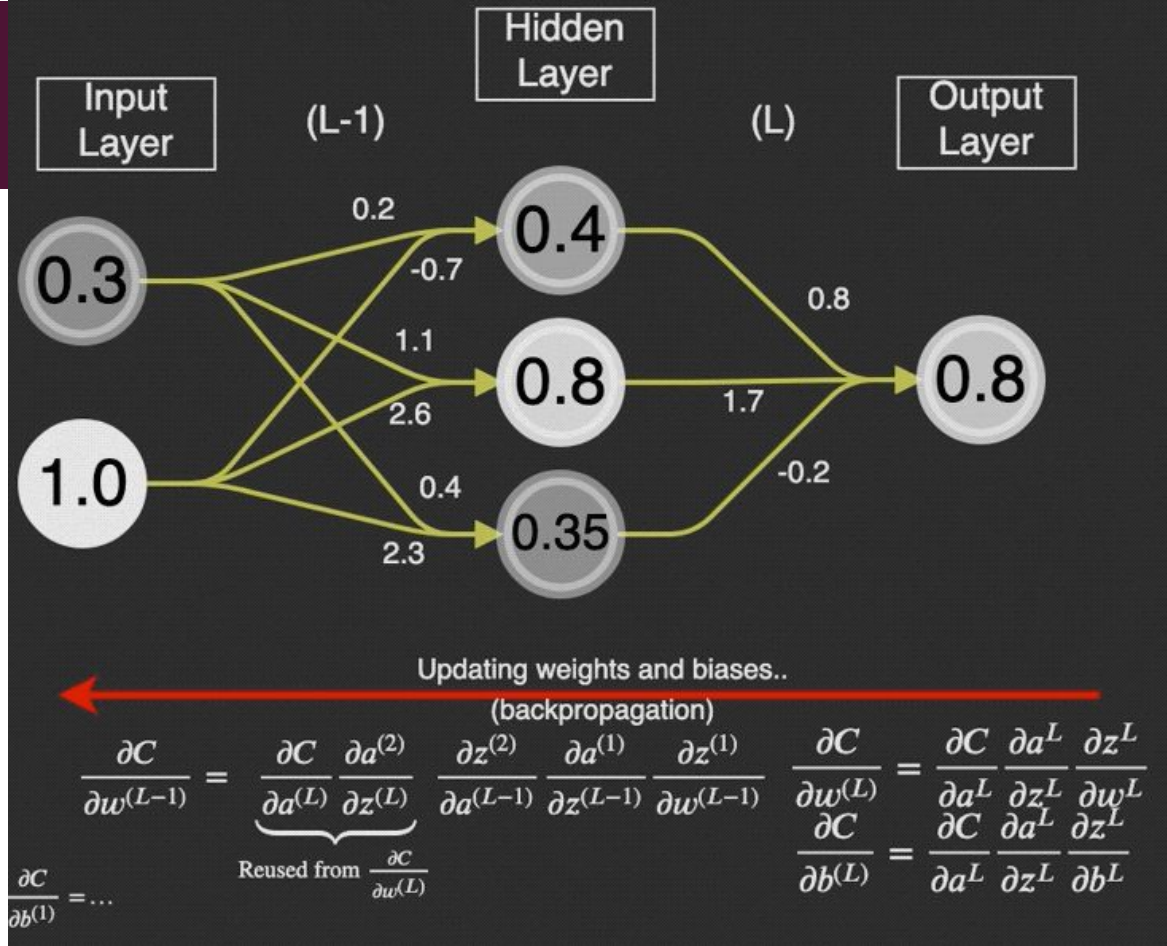 Hidden
Layer
Input
Layer
(L-1)
(L)
Output
Layer
0.2
0.4
0.3
-0.7
0.8
1.1
0.8
0.8
1.7
2.6
1.0
0.4
-0.2
0.35
2.3
Updating weights and biases..
(backpropagation)
∂C/∂w^(L−1) = ∂C/∂a^(L) ∂a^(2)/∂z^(L) ∂z^(2)/∂a^(L−1) ∂a^(1)/∂z^(L−1) ∂z^(1)/∂w^(L−1)
Reused from ∂C/∂w^(L)
∂C/∂w^(L) = ∂C/∂a^L ∂a^L/∂z^L ∂z^L/∂w^L
∂C/∂b^(L) = ∂C/∂a^L ∂a^L/∂z^L ∂z^L/∂b^L
∂C/∂b^(1) = ...